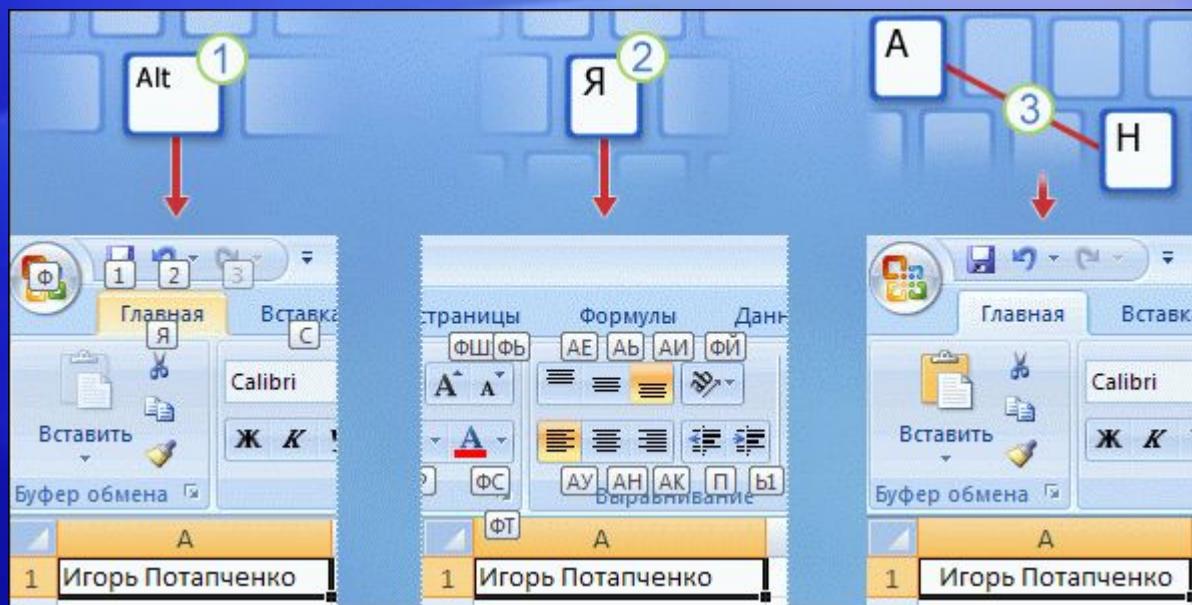 Alt 1
Ф 1 2 3
Главная Вставка
Я С
Calibri
Вставить
Ж К
Буфер обмена
A
1 Игорь Потапченко
Я 2
страницы Формулы Данн
ФШ ФЬ АЕ АЬ АИ ФЙ
A A
A
ФС АУ АН АК П Ы1
Выравнивание
ФТ
A
1 Игорь Потапченко
А 3 Н
Главная Вставк
Calibri
Вставить
Ж К
Буфер обмена
A
1 Игорь Потапченко